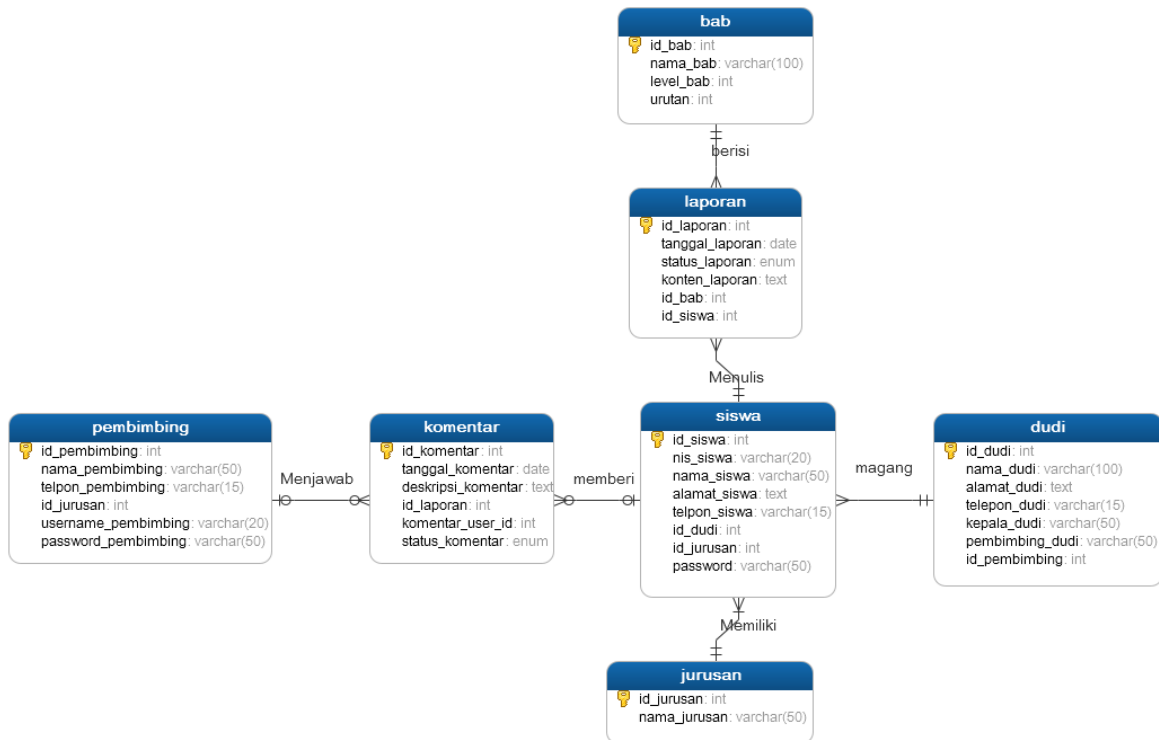 bab
id_bab: int
nama_bab: varchar(100)
level_bab: int
urutan: int
berisi
laporan
id_laporan: int
tanggal_laporan: date
status_laporan: enum
konten_laporan: text
id_bab: int
id_siswa: int
Menulis
pembimbing
id_pembimbing: int
nama_pembimbing: varchar(50)
telpon_pembimbing: varchar(15)
id_jurusan: int
username_pembimbing: varchar(20)
password_pembimbing: varchar(50)
Menjawab
komentar
id_komentar: int
tanggal_komentar: date
deskripsi_komentar: text
id_laporan: int
komentar_user_id: int
status_komentar: enum
memberi
siswa
id_siswa: int
nis_siswa: varchar(20)
nama_siswa: varchar(50)
alamat_siswa: text
telpon_siswa: varchar(15)
id_dudi: int
id_jurusan: int
password: varchar(50)
magang
dudi
id_dudi: int
nama_dudi: varchar(100)
alamat_dudi: text
telepon_dudi: varchar(15)
kepala_dudi: varchar(50)
pembimbing_dudi: varchar(50)
id_pembimbing: int
Memiliki
jurusan
id_jurusan: int
nama_jurusan: varchar(50)